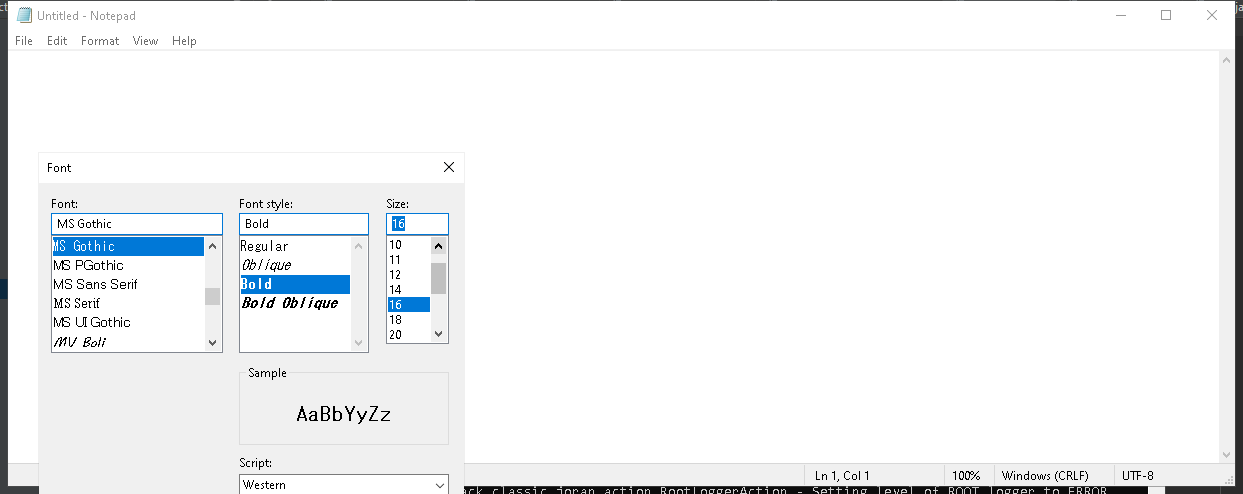 Untitled - Notepad
File Edit Format View Help
Font
Font: Font style: Size:
MS Gothic Bold 16
MS Gothic Regular 10
MS PGothic Oblique 11
MS Sans Serif Bold 12
MS Serif Bold Oblique 14
MS UI Gothic 16
MV Boli 18
20
Sample
AaBbYyZz
Script:
Western
Ln 1, Col 1 100% Windows (CRLF) UTF-8
classic.joran.action.RootLoggerAction - Setting level of ROOT logger to ERROR